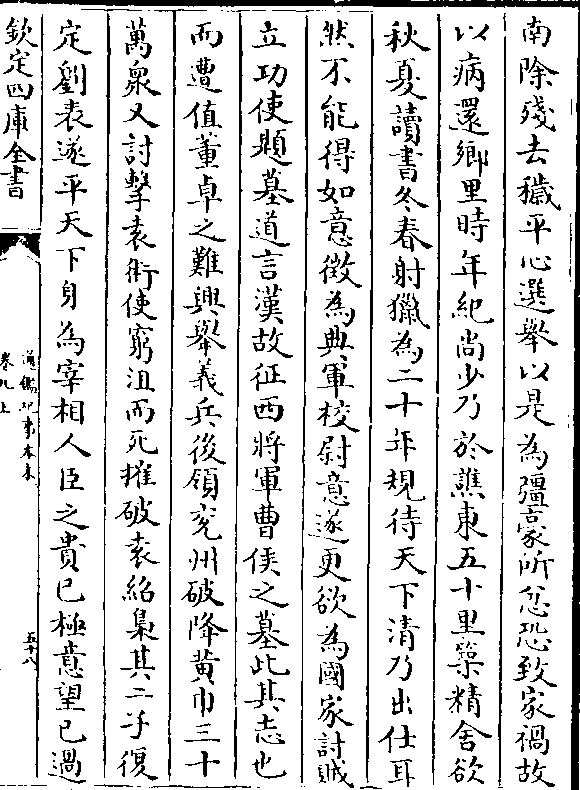 南除殘去穢平心選舉以是為彊豪所忿恐致家禍故
以病還鄉里時年紀尚少乃於譙東五十里築精舍欲
秋夏讀書冬春射獵為二十年規待天下清乃出仕耳
然不能得如意徵為典軍校尉意遂更欲為國家討賊
立功使題墓道言漢故征西將軍曹侯之墓此其志也
而遭值董卓之難興舉義兵後領兖州破降黄巾三十
萬衆又討擊袁術使窮沮而死摧破袁紹梟其二子復
定劉表遂平天下身為宰相人臣之貴已極意望已過
欽定四庫全書
通鑑紀事本末
卷九上
五十八